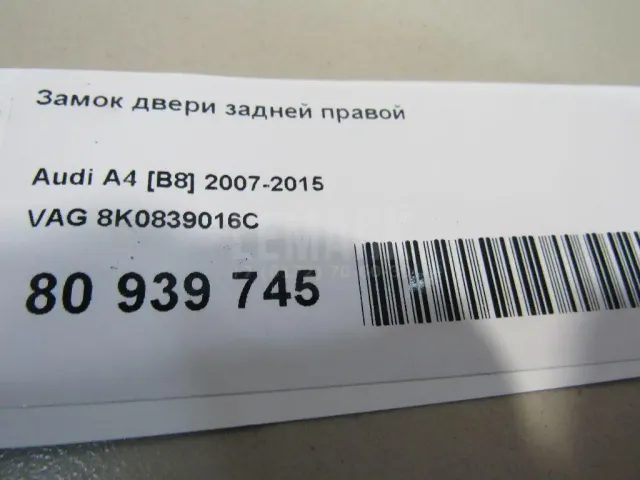 Замок двери задней правой
Audi A4 [B8] 2007-2015
VAG 8K0839016C
80 939 745